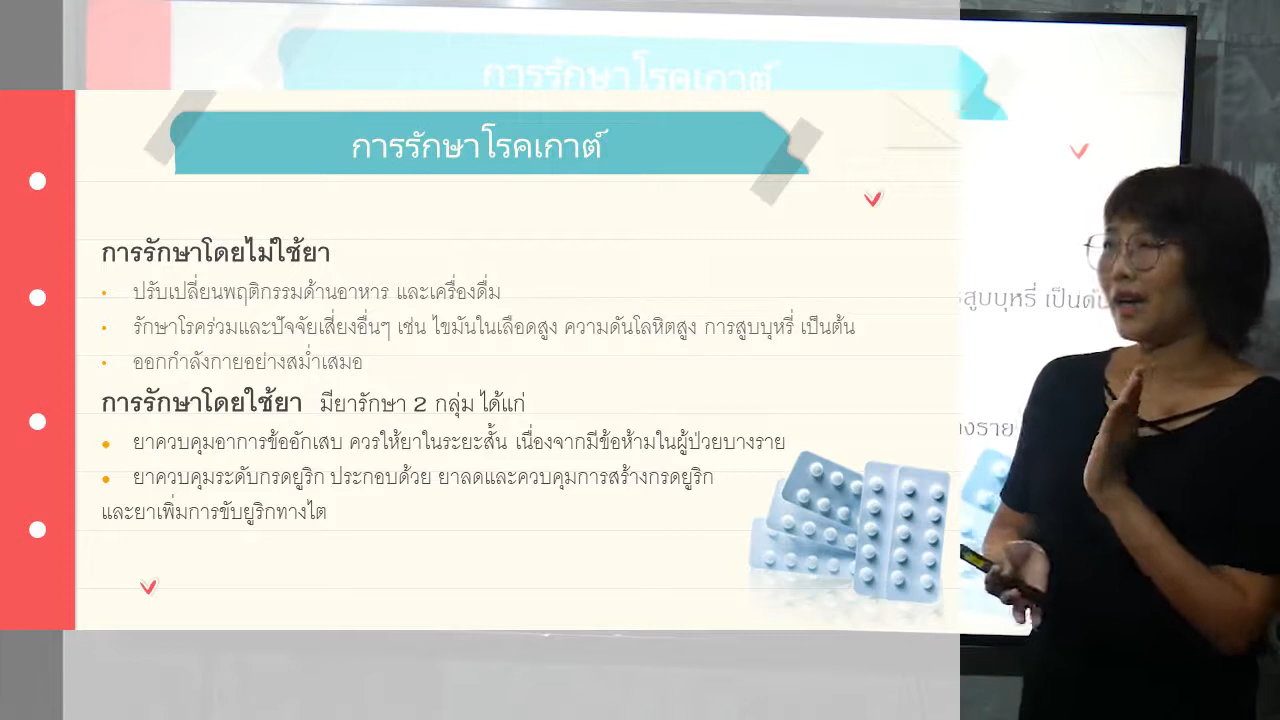 การรักษาโรคเกาต์
การรักษาโรคเกาต์
การรักษาโดยไม่ใช้ยา
• ปรับเปลี่ยนพฤติกรรมด้านอาหาร และเครื่องดื่ม
• รักษาโรคร่วมและปัจจัยเสี่ยงอื่นๆ เช่น ไขมันในเลือดสูง ความดันโลหิตสูง การสูบบุหรี่ เป็นต้น
• ออกกำลังกายอย่างสม่ำเสมอ
การรักษาโดยใช้ยา มียารักษา 2 กลุ่ม ได้แก่
• ยาควบคุมอาการข้ออักเสบ ควรให้ยาในระยะสั้น เนื่องจากมีข้อห้ามในผู้ป่วยบางราย
• ยาควบคุมระดับกรดยูริก ประกอบด้วย ยาลดและควบคุมการสร้างกรดยูริก
และยาเพิ่มการขับยูริกทางไต
สูบบุหรี่ เป็นต้น